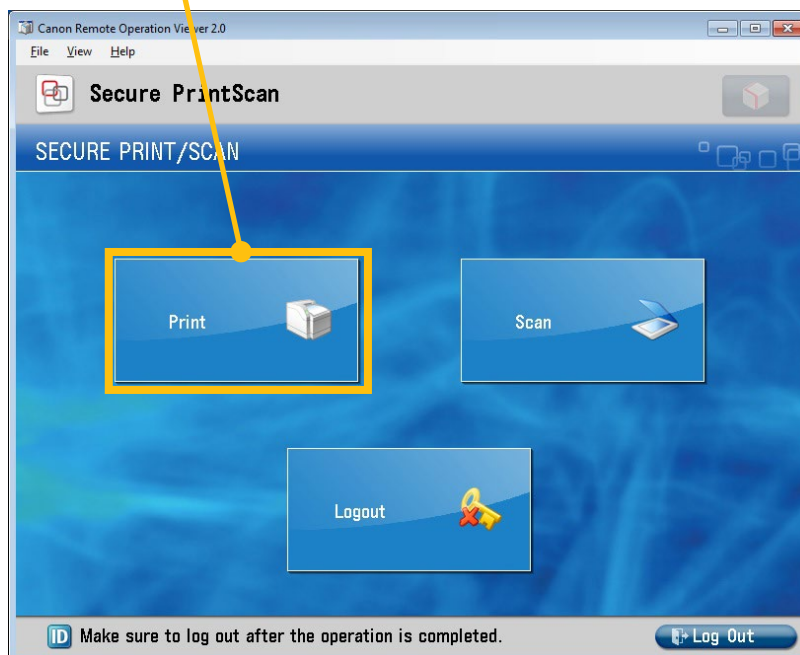 Canon Remote Operation Viewer 2.0
File View Help
Secure PrintScan
SECURE PRINT/SCAN
Print
Scan
Logout
ID Make sure to log out after the operation is completed.
Log Out